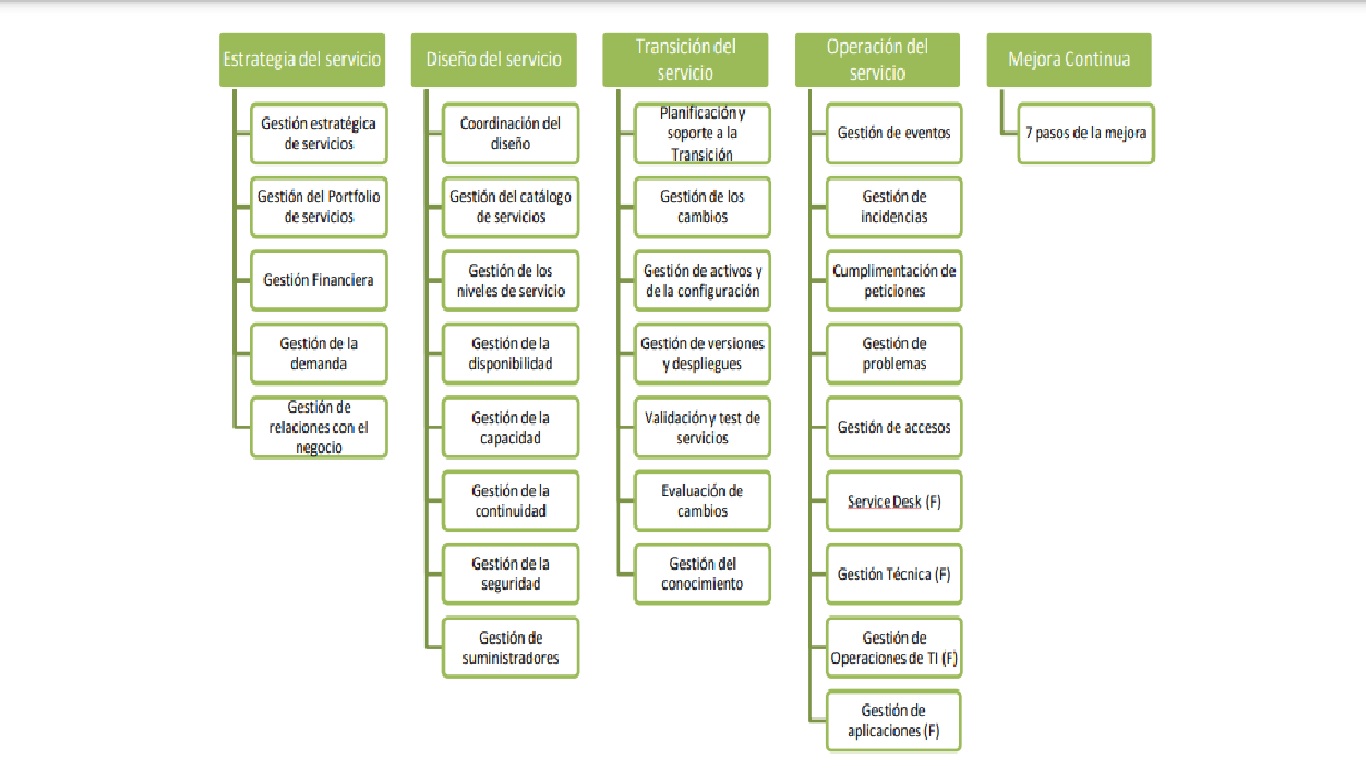 Estrategia del servicio
Gestión estratégica
de servicios
Gestión del Portfolio
de servicios
Gestión Financiera
Gestión de la
demanda
Gestión de
relaciones con el
negocio
Diseño del servicio
Coordinación del
diseño
Gestión del catálogo
de servicios
Gestión de los
niveles de servicio
Gestión de la
disponibilidad
Gestión de la
capacidad
Gestión de la
continuidad
Gestión de la
seguridad
Gestión de
suministradores
Transición del
servicio
Planificación y
soporte a la
Transición
Gestión de los
cambios
Gestión de activos y
de la configuración
Gestión de versiones
y despliegues
Validación y test de
servicios
Evaluación de
cambios
Gestión del
conocimiento
Operación del
servicio
Gestión de eventos
Gestión de
incidencias
Cumplimentación de
peticiones
Gestión de
problemas
Gestión de accesos
Service Desk (F)
Gestión Técnica (F)
Gestión de
Operaciones de TI (F)
Gestión de
aplicaciones (F)
Mejora Continua
7 pasos de la mejora